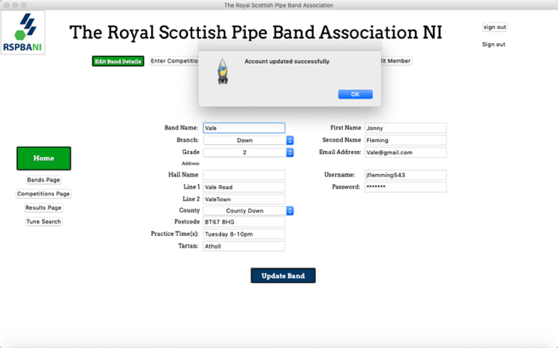 The Royal Scottish Pipe Band Association
RSPBANI
The Royal Scottish Pipe Band Association NI
sign out
Sign out
Edit Band Details
Enter Competitio
it Member
Account updated successfully
OK
Band Name: Vale
Branch: Down
Grade 2
Address:
Hall Name
Line 1 Vale Road
Line 2 ValeTown
County County Down
Postcode BT67 8HG
Practice Time(s): Tuesday 8-10pm
Tartan: Atholl
First Name Jonny
Second Name Fleming
Email Address: Vale@gmail.com
Username: jflemming543
Password: •••••••
Home
Bands Page
Competitions Page
Results Page
Tune Search
Update Band